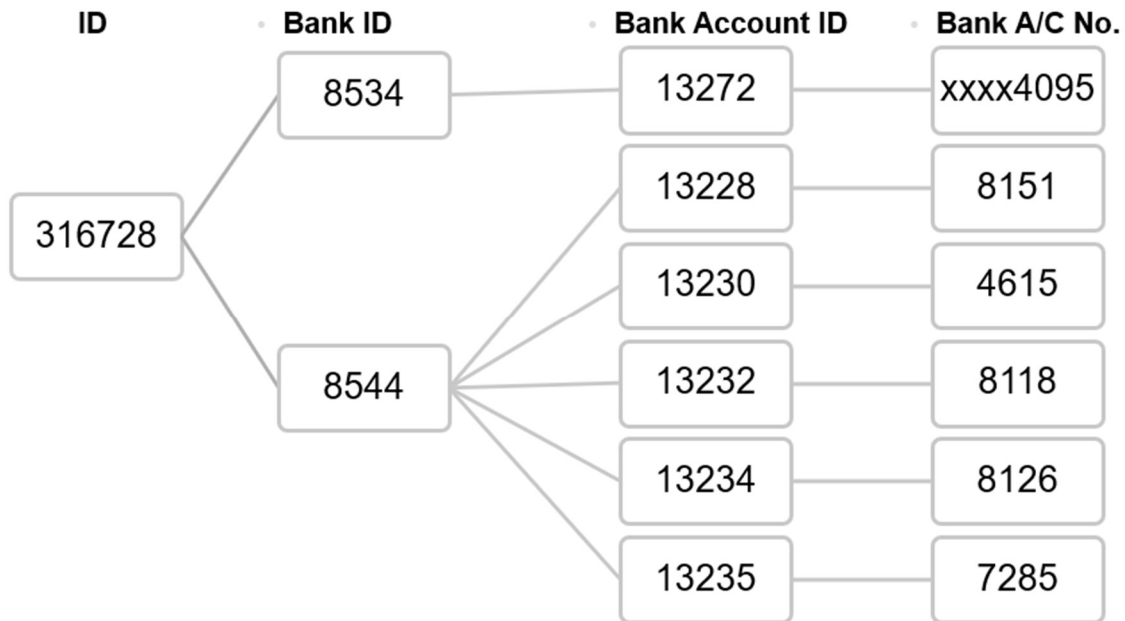 ID Bank ID Bank Account ID Bank A/C No.
8534 13272 xxxx4095
13228 8151
316728
13230 4615
8544 13232 8118
13234 8126
13235 7285